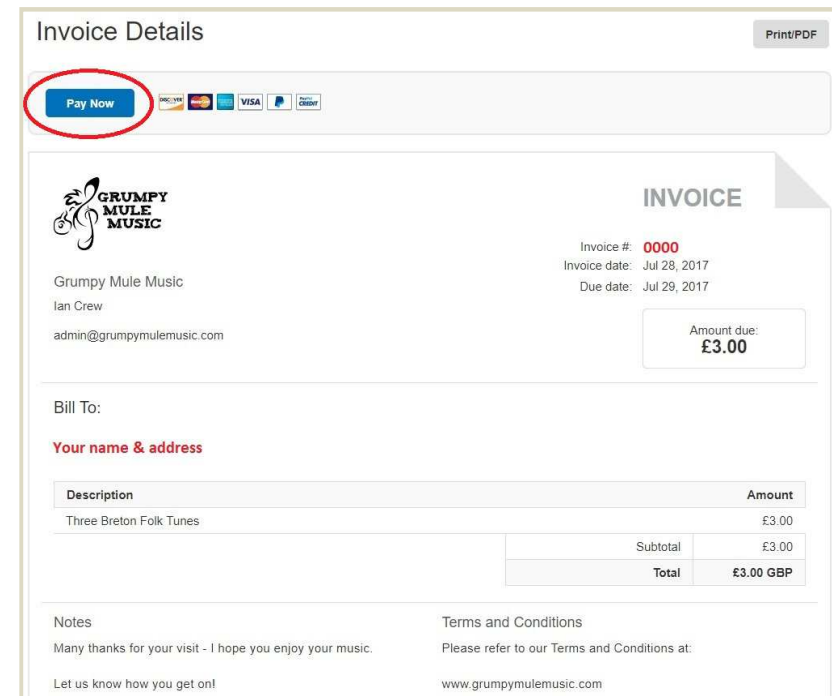 Invoice Details
Print/PDF
Pay Now
DISCOVER
VISA
PayPal
CREDIT
GRUMPY
MULE
MUSIC
INVOICE
Invoice #: 0000
Invoice date: Jul 28, 2017
Due date: Jul 29, 2017
Grumpy Mule Music
Ian Crew
admin@grumpymulemusic.com
Amount due:
£3.00
Bill To:
Your name & address
Description Amount
Three Breton Folk Tunes £3.00
Subtotal £3.00
Total £3.00 GBP
Notes
Many thanks for your visit - I hope you enjoy your music.
Let us know how you get on!
Terms and Conditions
Please refer to our Terms and Conditions at:
www.grumpymulemusic.com